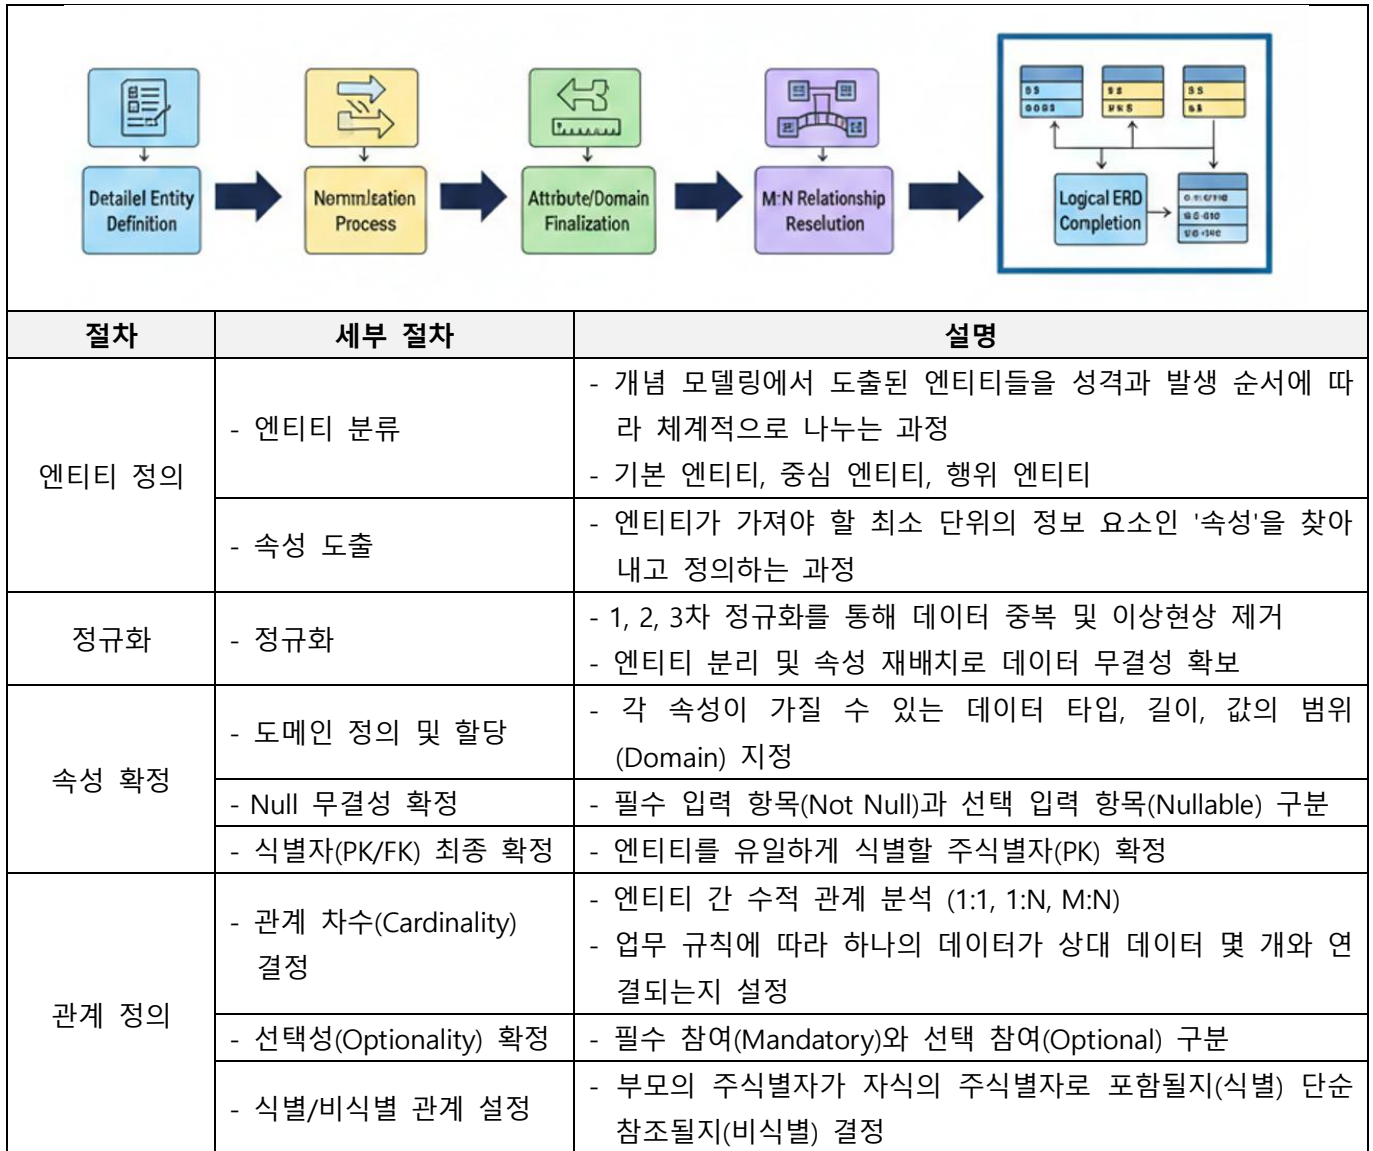 Detailel Entity
Definition
Process
Attrbute/Domain
Finalization
M:N Relationship
Reselution
Logical ERD
Completion
절차 세부 절차 설명
엔티티 정의
- 엔티티 분류
- 개념 모델링에서 도출된 엔티티들을 성격과 발생 순서에 따
라 체계적으로 나누는 과정
- 기본 엔티티, 중심 엔티티, 행위 엔티티
- 속성 도출
- 엔티티가 가져야 할 최소 단위의 정보 요소인 '속성'을 찾아
내고 정의하는 과정
정규화
- 정규화
- 1, 2, 3차 정규화를 통해 데이터 중복 및 이상현상 제거
- 엔티티 분리 및 속성 재배치로 데이터 무결성 확보
속성 확정
- 도메인 정의 및 할당
- 각 속성이 가질 수 있는 데이터 타입, 길이, 값의 범위
(Domain) 지정
- Null 무결성 확정
- 필수 입력 항목(Not Null)과 선택 입력 항목(Nullable) 구분
- 식별자(PK/FK) 최종 확정
- 엔티티를 유일하게 식별할 주식별자(PK) 확정
관계 정의
- 관계 차수(Cardinality)
결정
- 엔티티 간 수적 관계 분석 (1:1, 1:N, M:N)
- 업무 규칙에 따라 하나의 데이터가 상대 데이터 몇 개와 연
결되는지 설정
- 선택성(Optionality) 확정
- 필수 참여(Mandatory)와 선택 참여(Optional) 구분
- 식별/비식별 관계 설정
- 부모의 주식별자가 자식의 주식별자로 포함될지(식별) 단순
참조될지(비식별) 결정